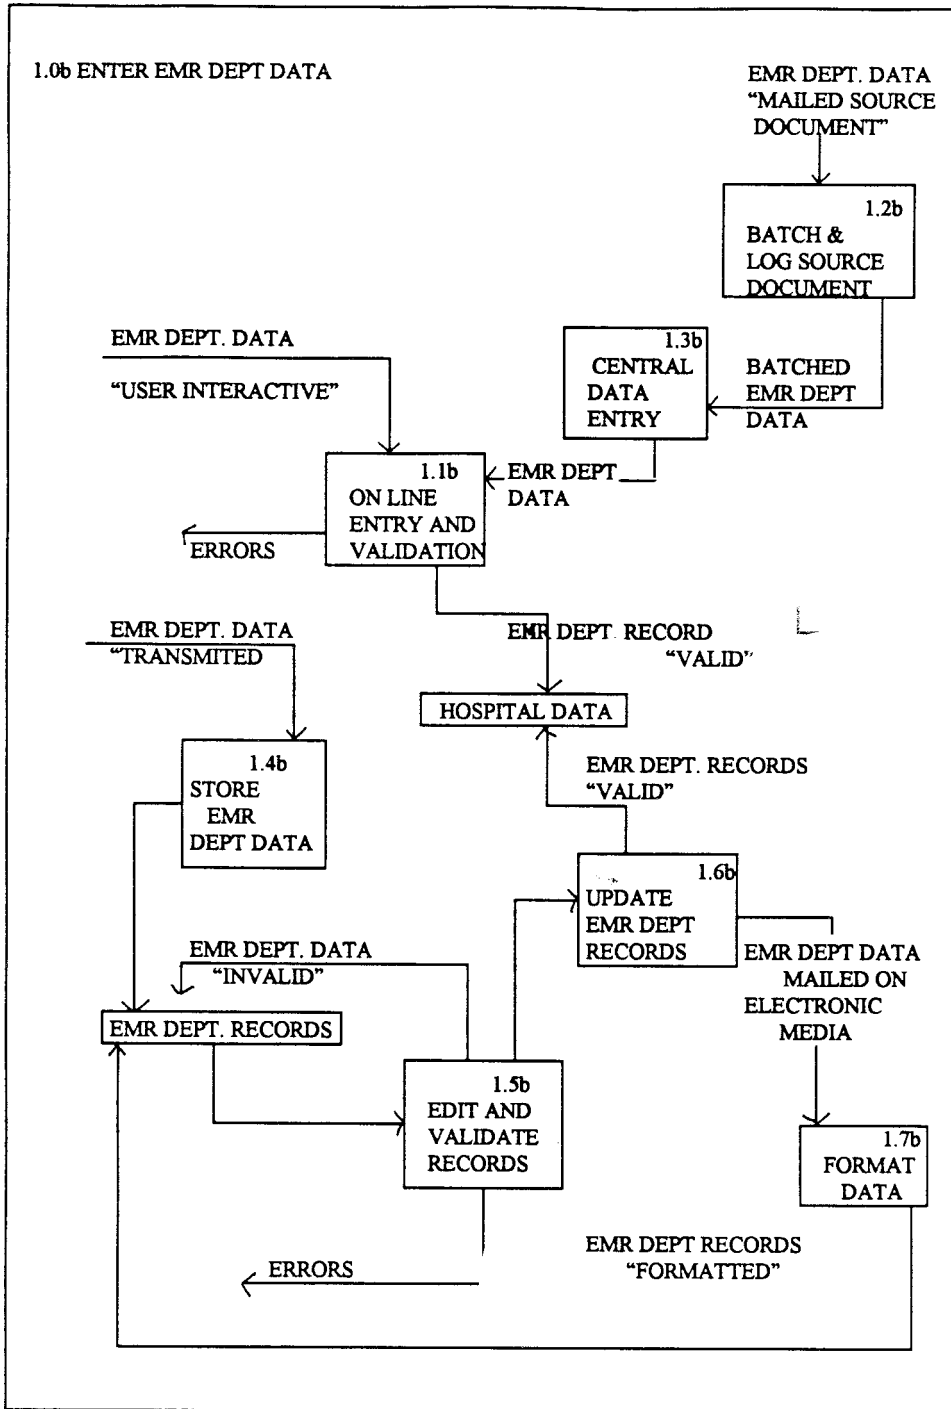 1.0b ENTER EMR DEPT DATA
EMR DEPT. DATA
“MAILED SOURCE
DOCUMENT”
1.2b
BATCH &
LOG SOURCE
DOCUMENT
EMR DEPT. DATA
“USER INTERACTIVE”
1.3b
CENTRAL
DATA
ENTRY
BATCHED
EMR DEPT
DATA
1.1b
ON LINE
ENTRY AND
VALIDATION
EMR DEPT
DATA
ERRORS
EMR DEPT. DATA
“TRANSMITED
EMR DEPT. RECORD
“VALID”
HOSPITAL DATA
1.4b
STORE
EMR
DEPT DATA
EMR DEPT. RECORDS
“VALID”
1.6b
UPDATE
EMR DEPT
RECORDS
EMR DEPT. DATA
“INVALID”
EMR DEPT DATA
MAILED ON
ELECTRONIC
MEDIA
EMR DEPT. RECORDS
1.5b
EDIT AND
VALIDATE
RECORDS
1.7b
FORMAT
DATA
EMR DEPT RECORDS
“FORMATTED”
ERRORS